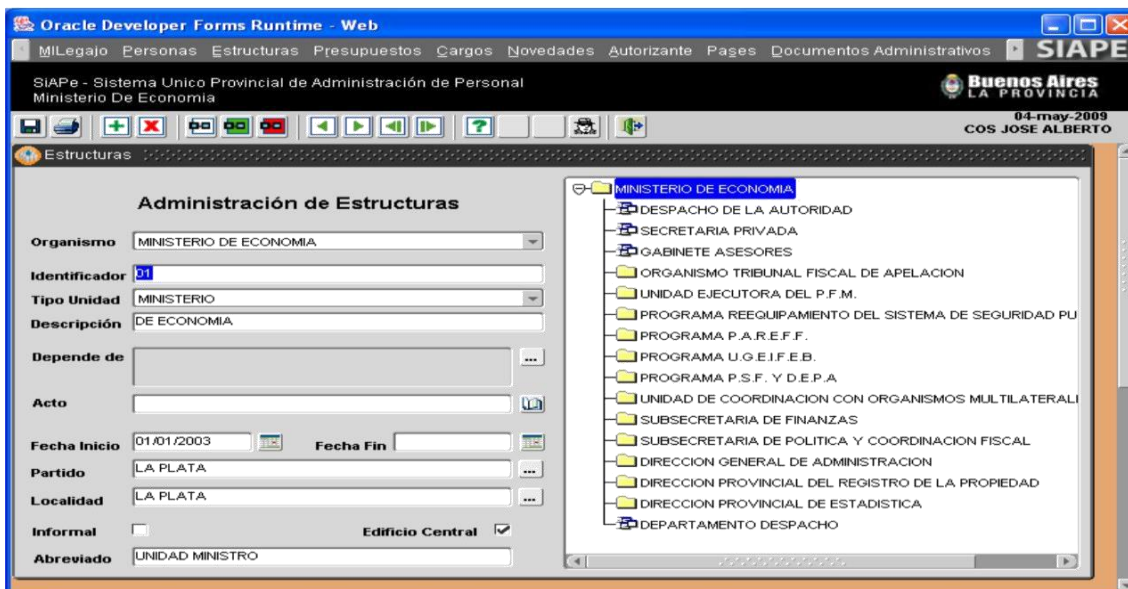 Oracle Developer Forms Runtime - Web
MILegajo Personas Estructuras Presupuestos Cargos Novedades Autorizante Pases Documentos Administrativos SIAPE
SiAPe - Sistema Unico Provincial de Administración de Personal
Ministerio De Economia
Buenos Aires
LA PROVINCIA
04-may-2009
COS JOSE ALBERTO
Estructuras
Administración de Estructuras
Organismo MINISTERIO DE ECONOMIA
Identificador 01
Tipo Unidad MINISTERIO
Descripción DE ECONOMIA
Depende de ...
Acto
Fecha Inicio 01/01/2003 Fecha Fin
Partido LA PLATA ...
Localidad LA PLATA ...
Informal Edificio Central
Abreviado UNIDAD MINISTRO
MINISTERIO DE ECONOMIA
DESPACHO DE LA AUTORIDAD
SECRETARIA PRIVADA
GABINETE ASESORES
ORGANISMO TRIBUNAL FISCAL DE APELACION
UNIDAD EJECUTORA DEL P.F.M.
PROGRAMA REEQUIPAMIENTO DEL SISTEMA DE SEGURIDAD PU
PROGRAMA P.A.R.E.F.F.
PROGRAMA U.G.E.I.F.E.B.
PROGRAMA P.S.F. Y D.E.P.A
UNIDAD DE COORDINACION CON ORGANISMOS MULTILATERALI
SUBSECRETARIA DE FINANZAS
SUBSECRETARIA DE POLITICA Y COORDINACION FISCAL
DIRECCION GENERAL DE ADMINISTRACION
DIRECCION PROVINCIAL DEL REGISTRO DE LA PROPIEDAD
DIRECCION PROVINCIAL DE ESTADISTICA
DEPARTAMENTO DESPACHO